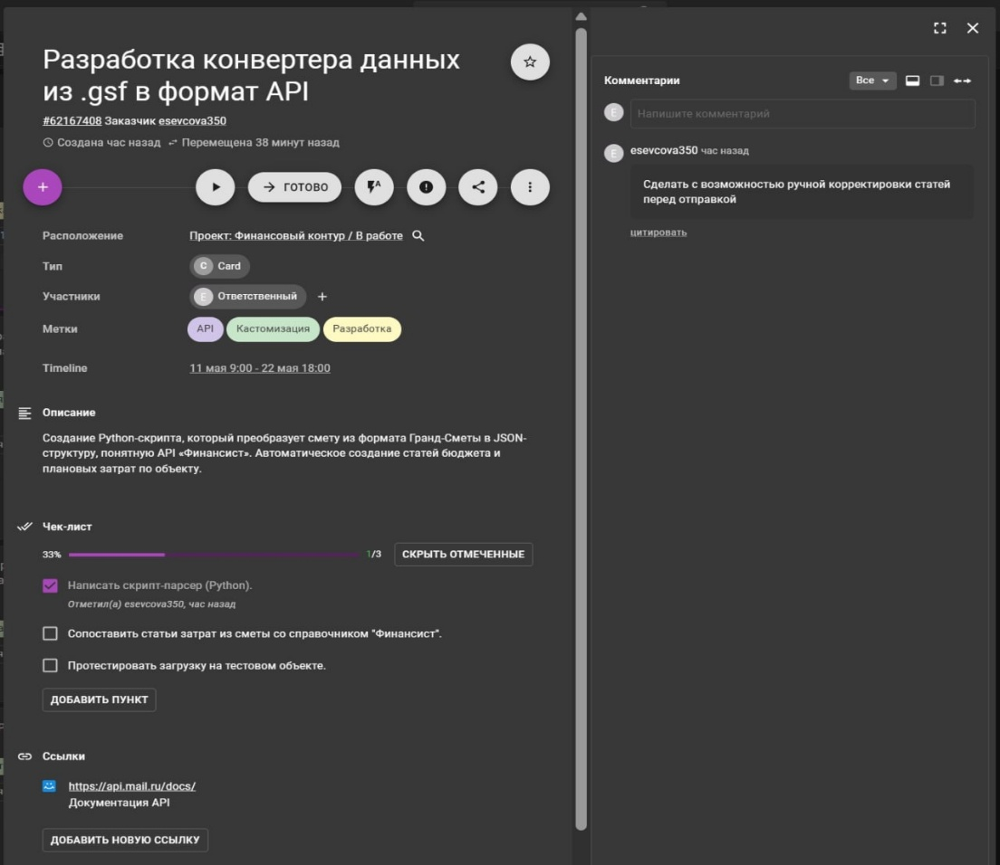 Разработка конвертера данных
из .gsf в формат API
#62167408 Заказчик esevcova350
Создана час назад Перемещена 38 минут назад
+
ГОТОВО
Расположение Проект: Финансовый контур / В работе
Тип C Card
Участники E Ответственный +
Метки API Кастомизация Разработка
Timeline 11 мая 9:00 - 22 мая 18:00
Описание
Создание Python-скрипта, который преобразует смету из формата Гранд-Сметы в JSON-
структуру, понятную API «Финансист». Автоматическое создание статей бюджета и
плановых затрат по объекту.
Чек-лист
33% 1/3 СКРЫТЬ ОТМЕЧЕННЫЕ
Написать скрипт-парсер (Python).
Отметил(а) esevcova350, час назад
Сопоставить статьи затрат из сметы со справочником "Финансист".
Протестировать загрузку на тестовом объекте.
ДОБАВИТЬ ПУНКТ
Ссылки
https://api.mail.ru/docs/
Документация API
ДОБАВИТЬ НОВУЮ ССЫЛКУ
Комментарии Все
E Напишите комментарий
E esevcova350 час назад
Сделать с возможностью ручной корректировки статей
перед отправкой
цитировать